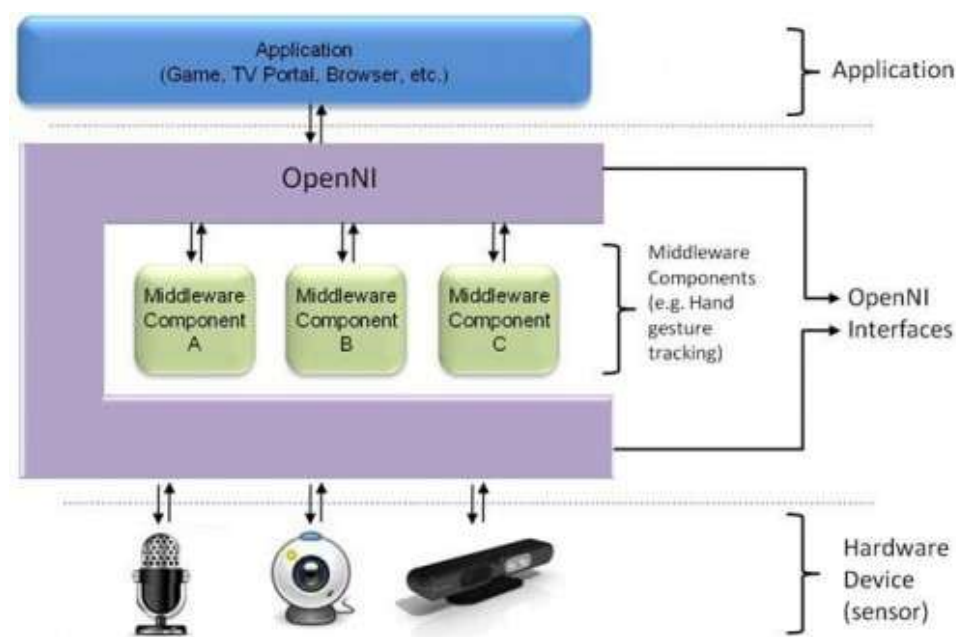 Application
(Game, TV Portal, Browser, etc.)
Application
OpenNI
Middleware
Component
A
Middleware
Component
B
Middleware
Component
C
Middleware
Components
(e.g. Hand
gesture
tracking)
OpenNI
Interfaces
Hardware
Device
(sensor)